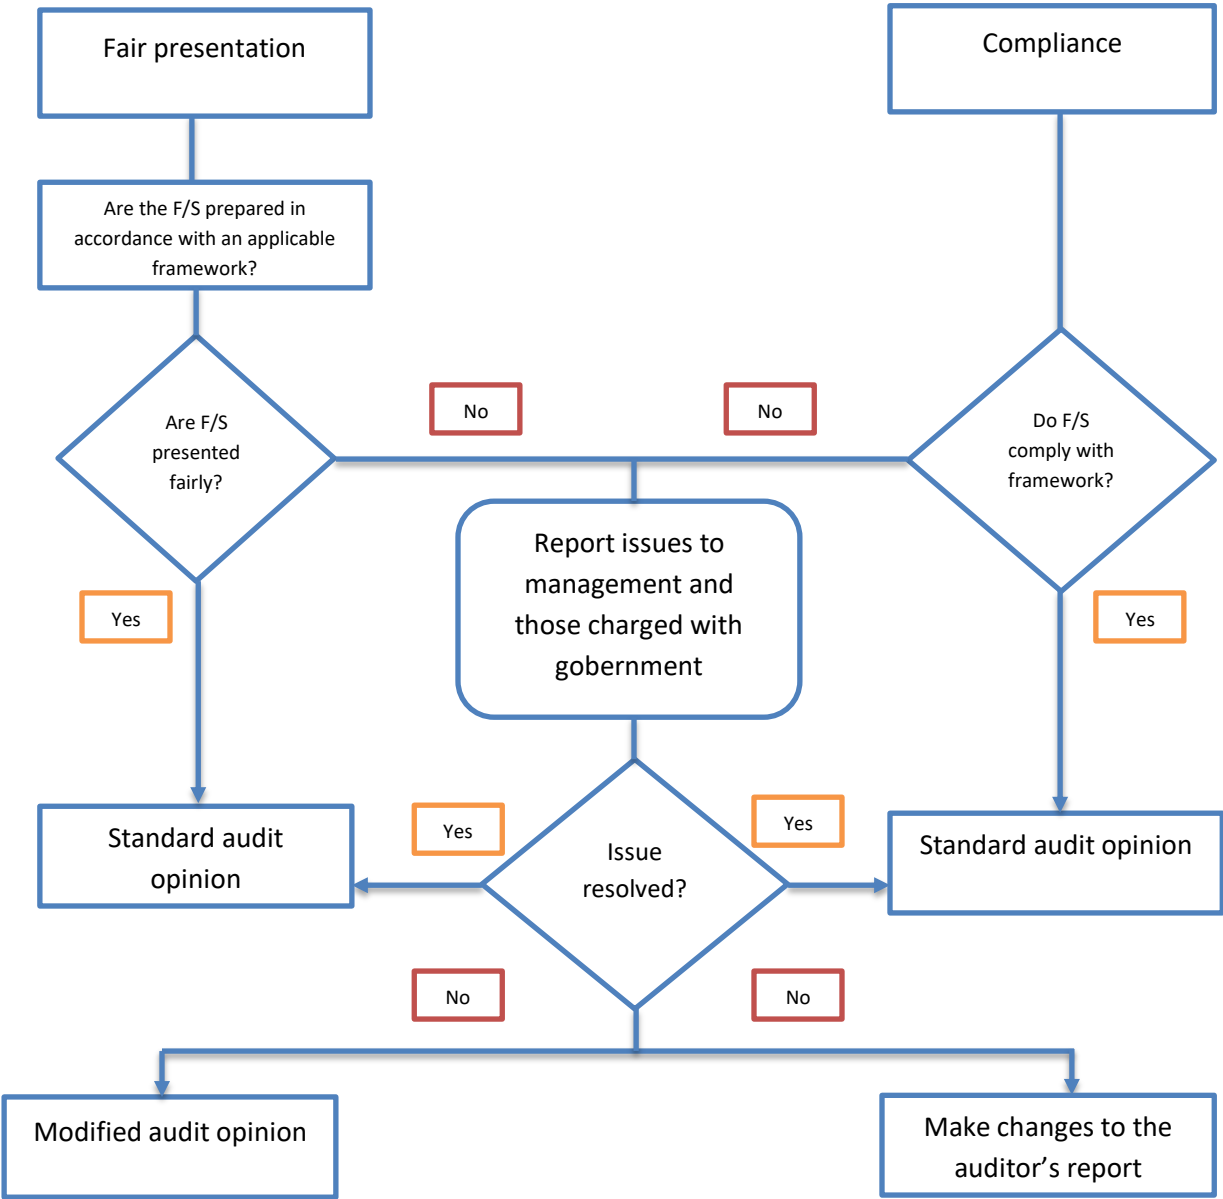 Fair presentation
Compliance
Are the F/S prepared in
accordance with an applicable
framework?
No
No
Are F/S
presented
fairly?
Do F/S
comply with
framework?
Report issues to
management and
those charged with
gobernment
Yes
Yes
Standard audit
opinion
Yes
Yes
Standard audit opinion
Issue
resolved?
No
No
Modified audit opinion
Make changes to the
auditor’s report